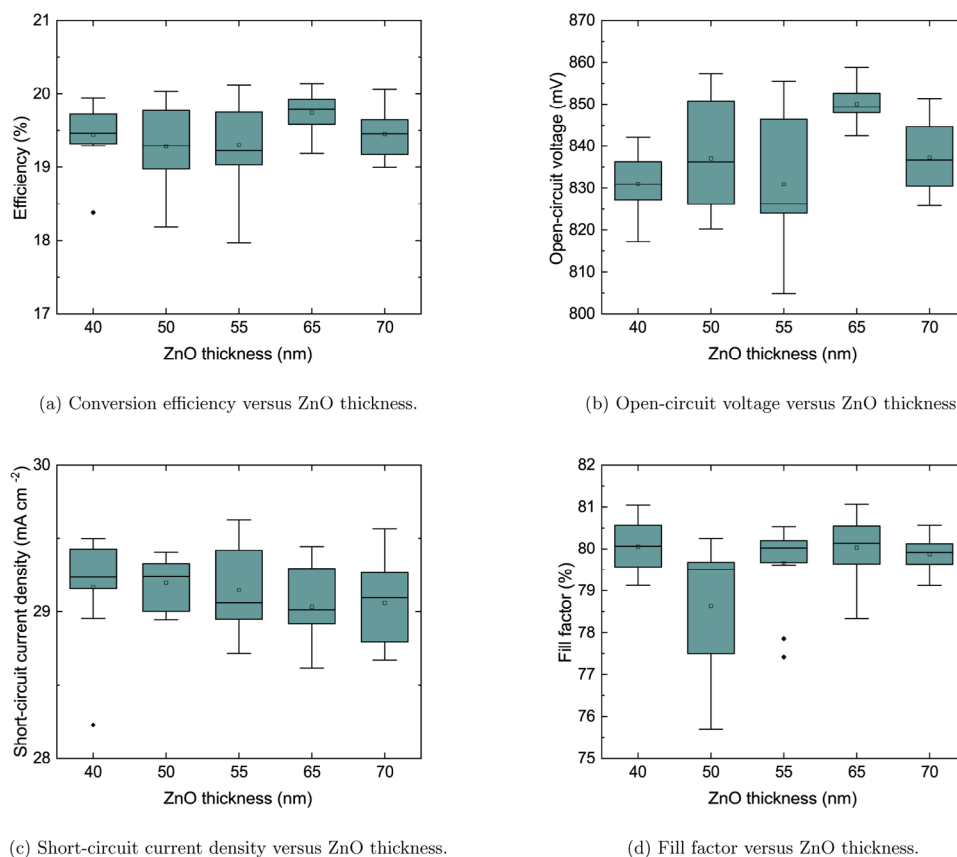 21
20
19
18
17
Efficiency (%)
40 50 55 65 70
ZnO thickness (nm)
(a) Conversion efficiency versus ZnO thickness.
870
860
850
840
830
820
810
800
Open-circuit voltage (mV)
40 50 55 65 70
ZnO thickness (nm)
(b) Open-circuit voltage versus ZnO thickness
30
29
28
Short-circuit current density (mA cm⁻²)
40 50 55 65 70
ZnO thickness (nm)
(c) Short-circuit current density versus ZnO thickness.
82
81
80
79
78
77
76
75
Fill factor (%)
40 50 55 65 70
ZnO thickness (nm)
(d) Fill factor versus ZnO thickness.